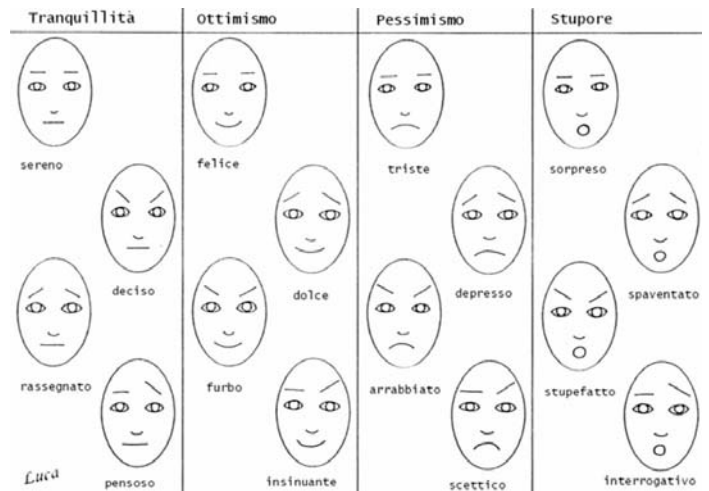 Tranquillità
Ottimismo
Pessimismo
Stupore
sereno
felice
triste
sorpreso
deciso
dolce
depresso
spaventato
rassegnato
furbo
arrabbiato
stupefatto
pensoso
insinuante
scettico
interrogativo
Luca